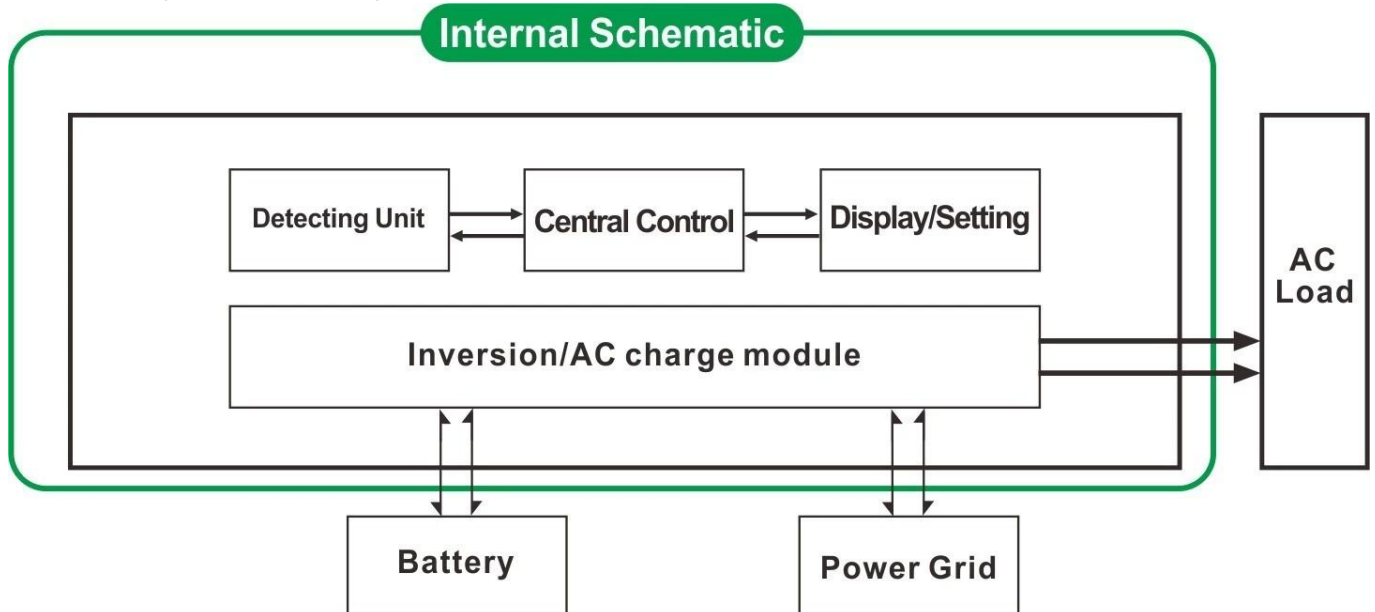 Internal Schematic
Detecting Unit
Central Control
Display/Setting
AC
Load
Inversion/AC charge module
Battery
Power Grid